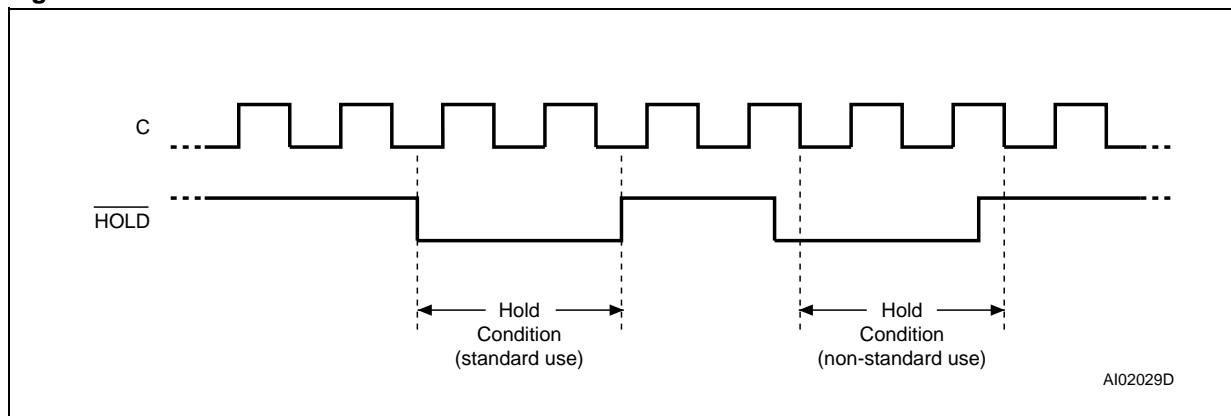 C
HOLD
Hold
Condition
(standard use)
Hold
Condition
(non-standard use)
AI02029D